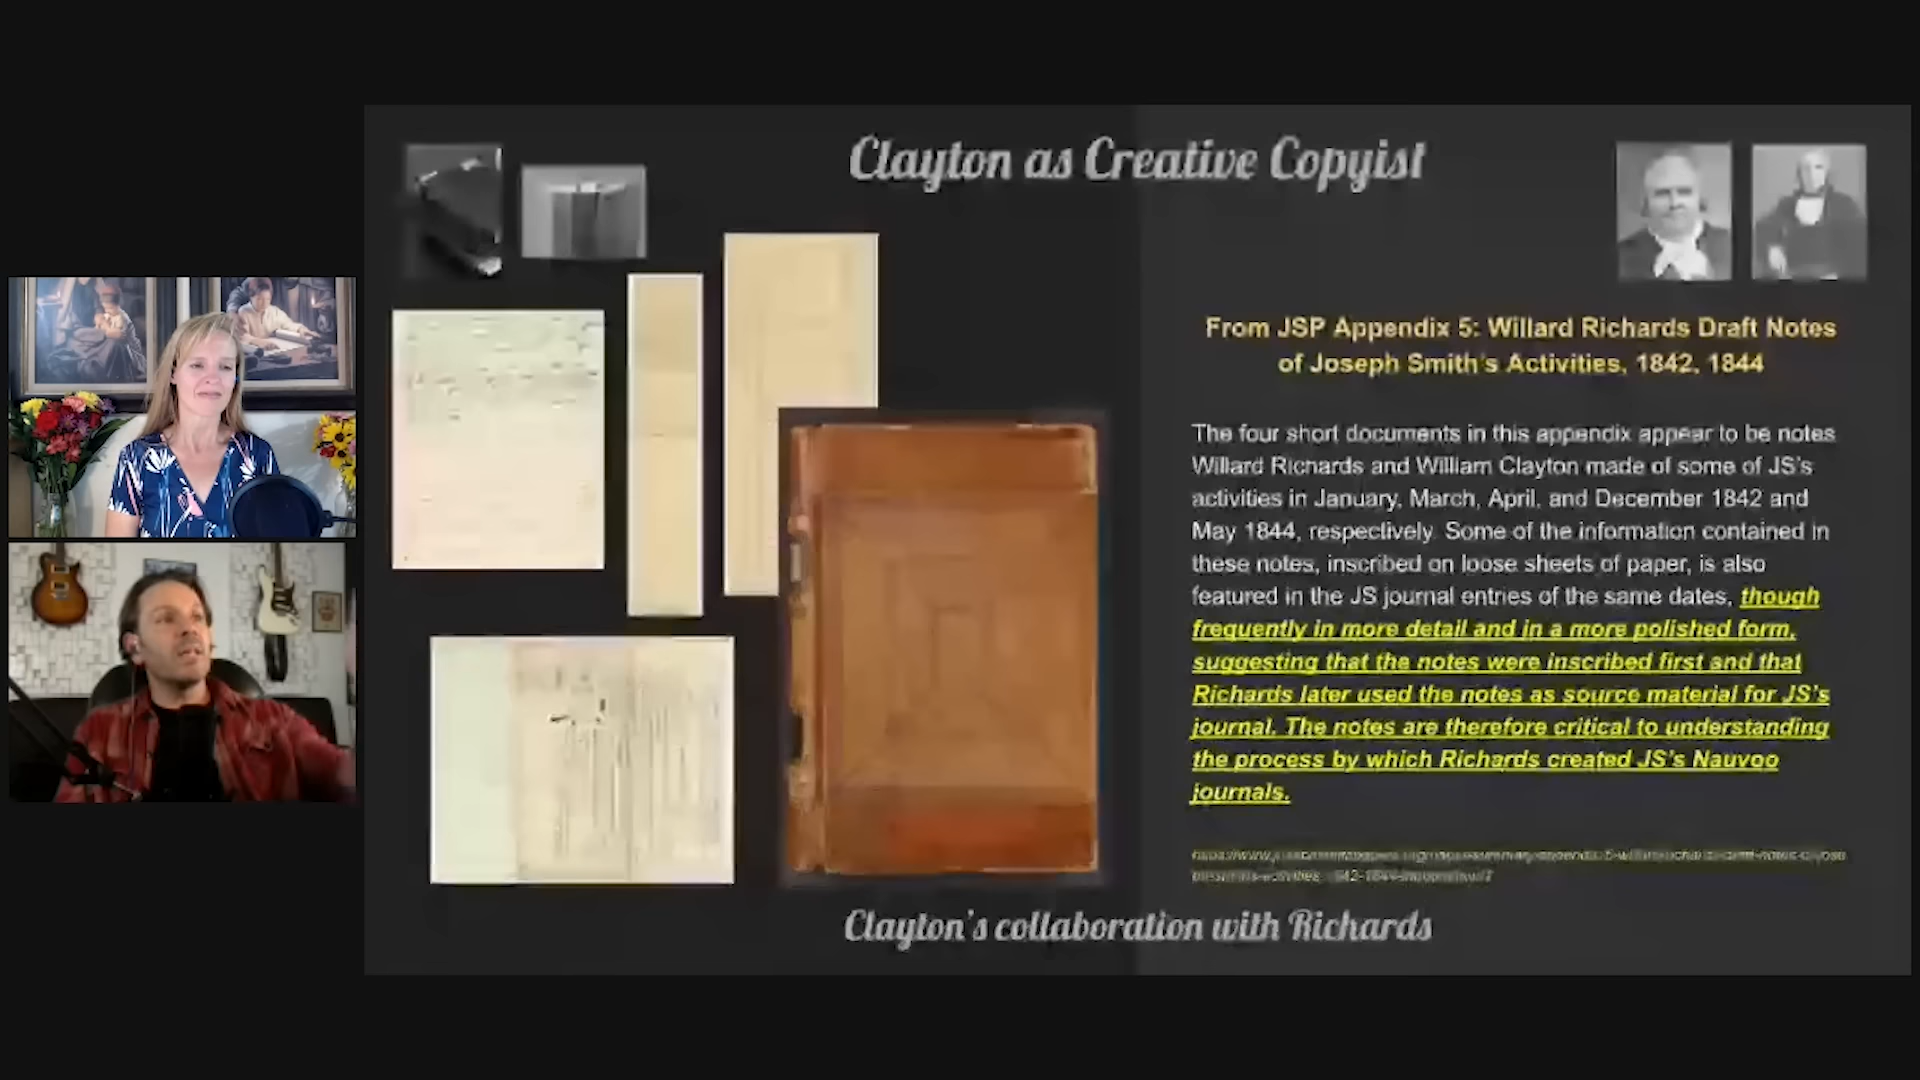 Clayton as Creative Copyist
From JSP Appendix 5: Willard Richards Draft Notes
of Joseph Smith's Activities, 1842, 1844
The four short documents in this appendix appear to be notes
Willard Richards and William Clayton made of some of JS's
activities in January, March, April, and December 1842 and
May 1844, respectively. Some of the information contained in
these notes, inscribed on loose sheets of paper, is also
featured in the JS journal entries of the same dates, though
frequently in more detail and in a more polished form,
suggesting that the notes were inscribed first and that
Richards later used the notes as source material for JS's
journal. The notes are therefore critical to understanding
the process by which Richards created JS's Nauvoo
journals.
Clayton's collaboration with Richards